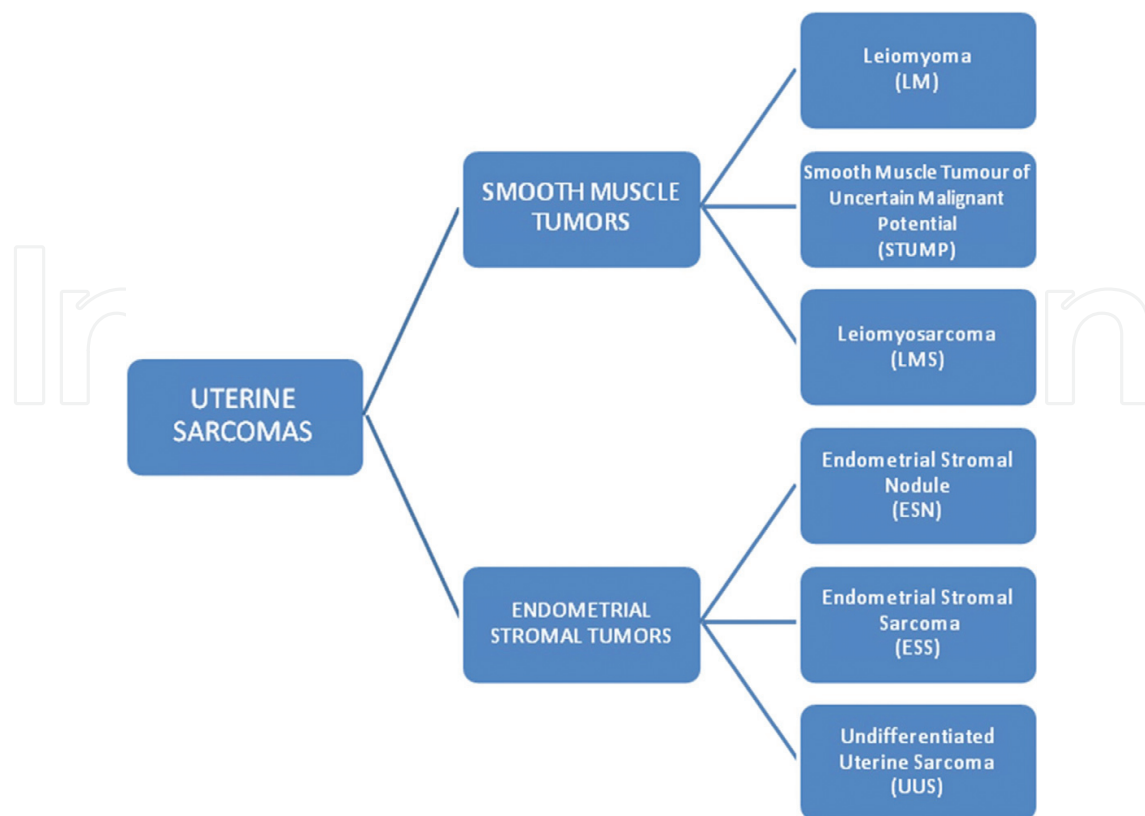 UTERINE
SARCOMAS
SMOOTH MUSCLE
TUMORS
Leiomyoma
(LM)
Smooth Muscle Tumour of
Uncertain Malignant
Potential
(STUMP)
Leiomyosarcoma
(LMS)
ENDOMETRIAL
STROMAL TUMORS
Endometrial Stromal
Nodule
(ESN)
Endometrial Stromal
Sarcoma
(ESS)
Undifferentiated
Uterine Sarcoma
(UUS)